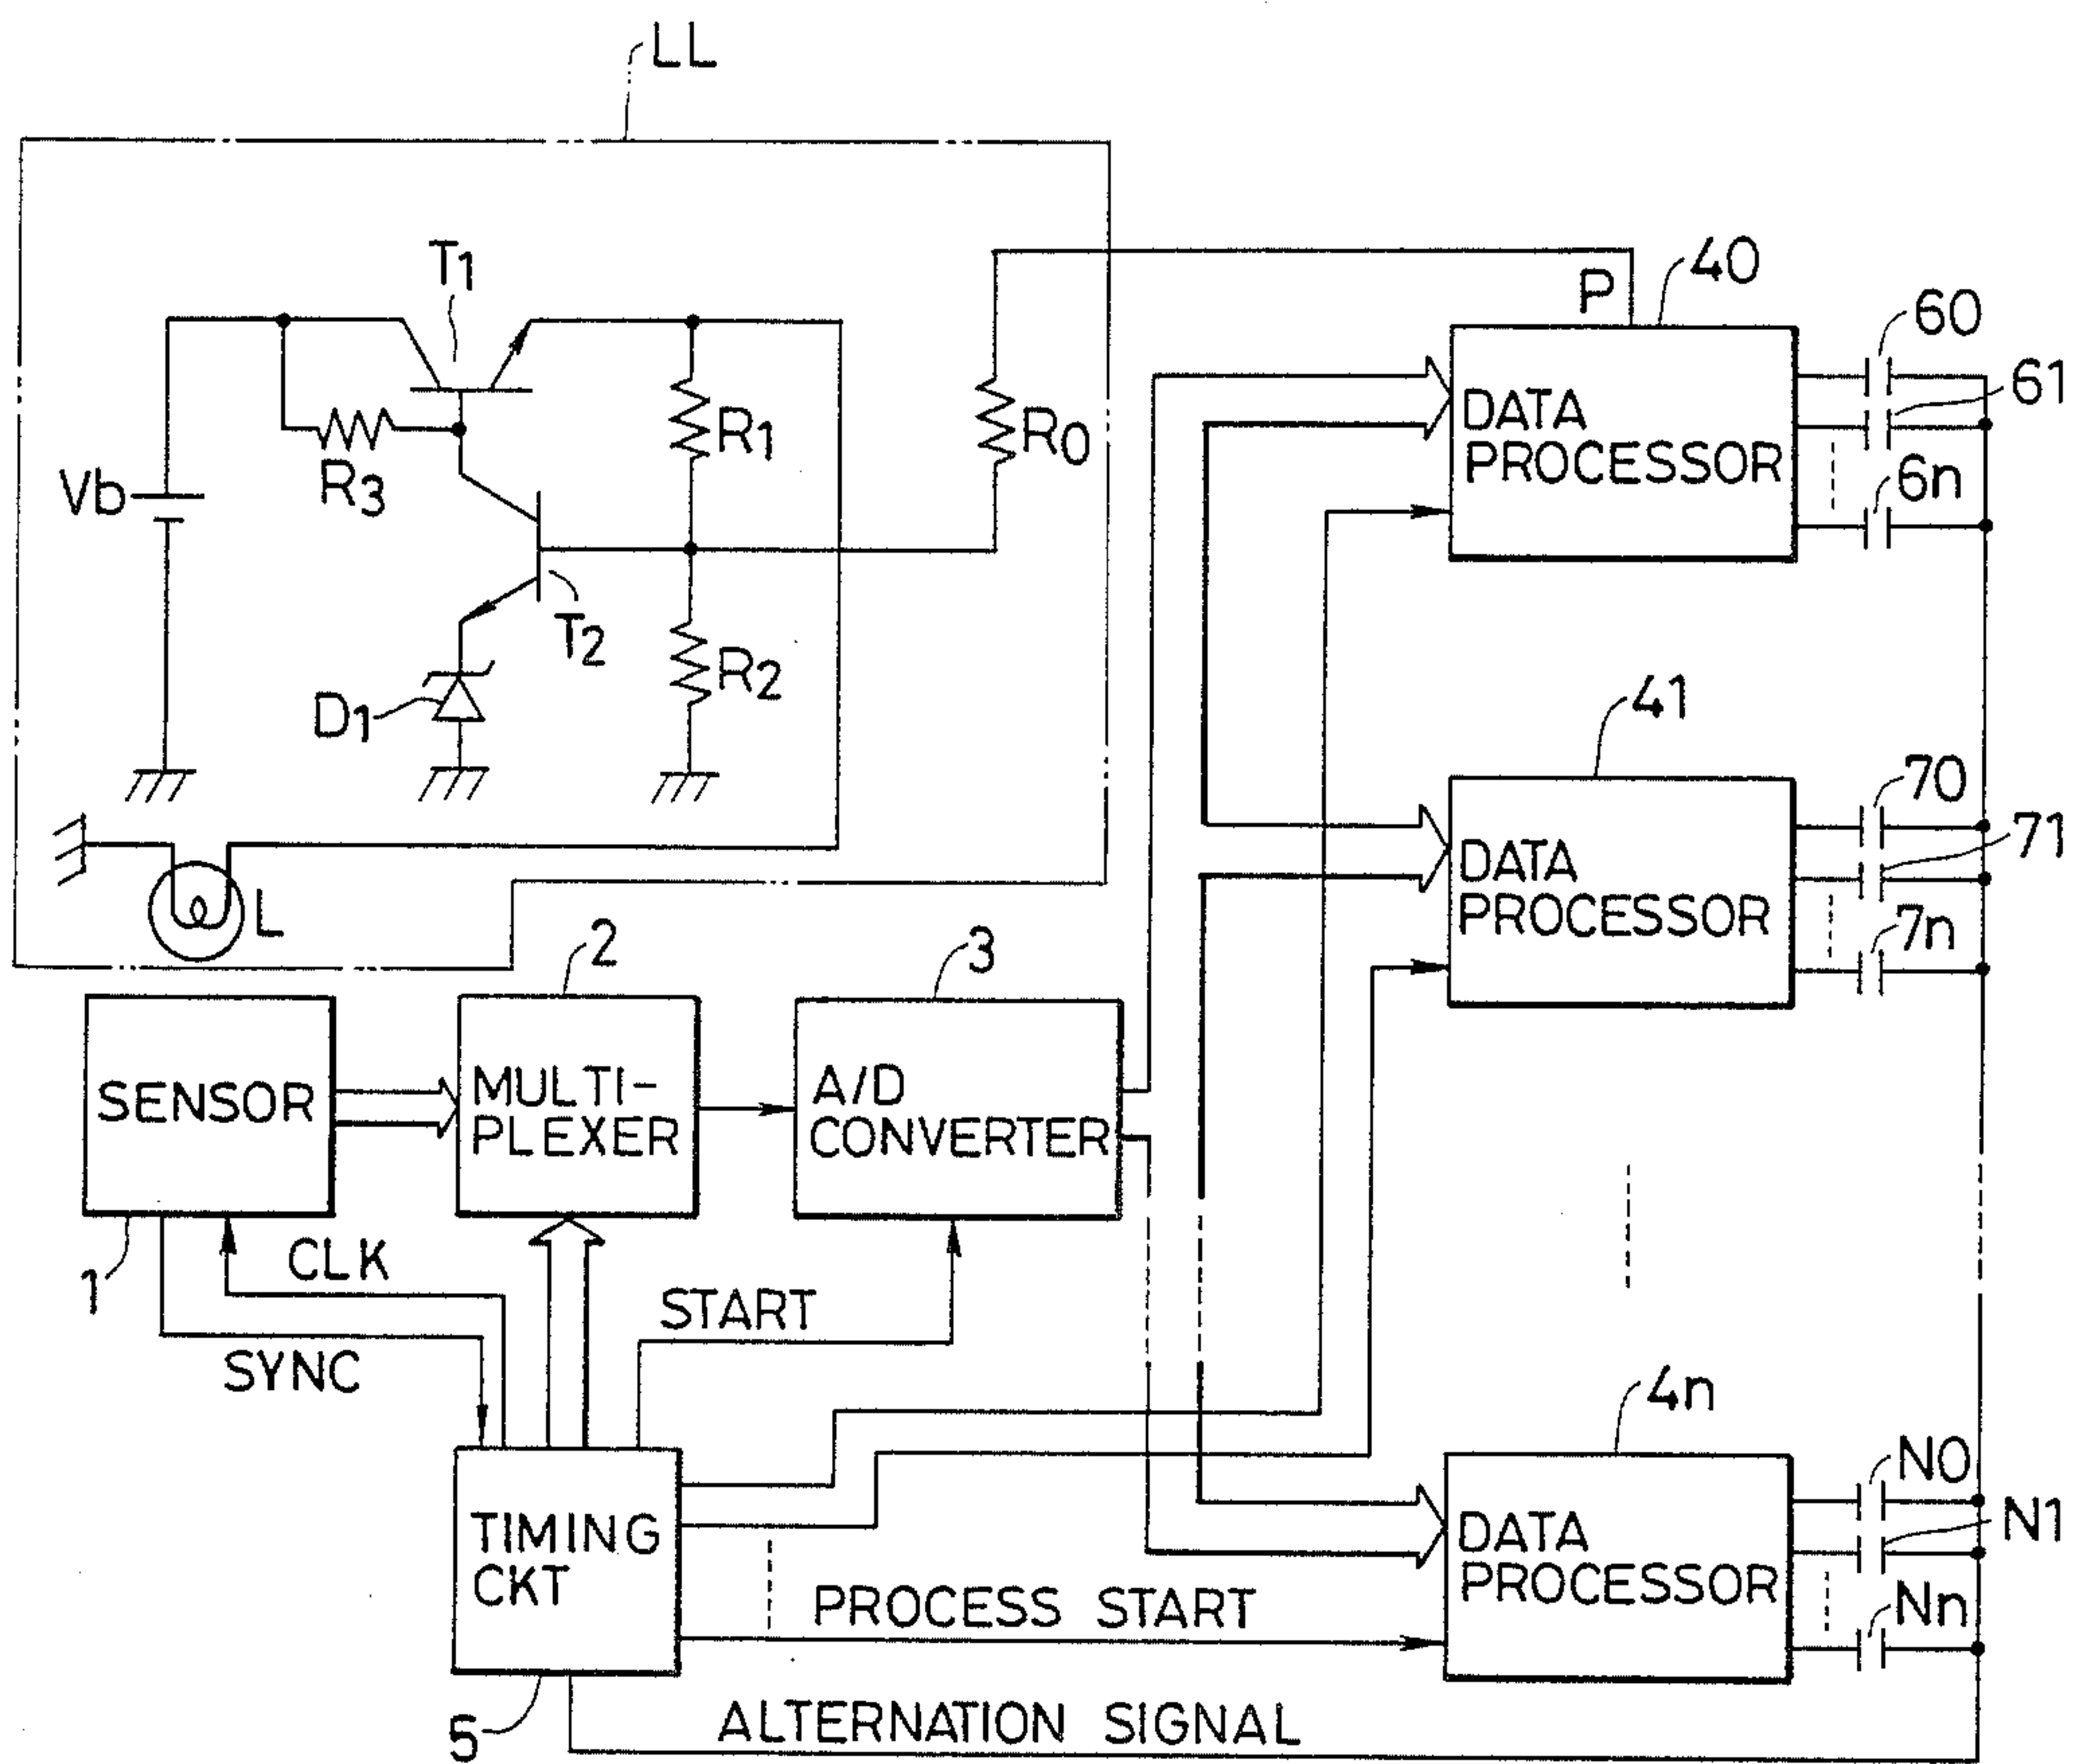 LL
T1
P
40
60
61
R1
R0
DATA
PROCESSOR
R3
Vb
6n
T2
R2
D1
41
70
71
DATA
PROCESSOR
7n
L
2
3
SENSOR
MULTI-
PLEXER
A/D
CONVERTER
1
CLK
START
SYNC
4n
N0
N1
TIMING
CKT
DATA
PROCESSOR
PROCESS START
Nn
5
ALTERNATION SIGNAL